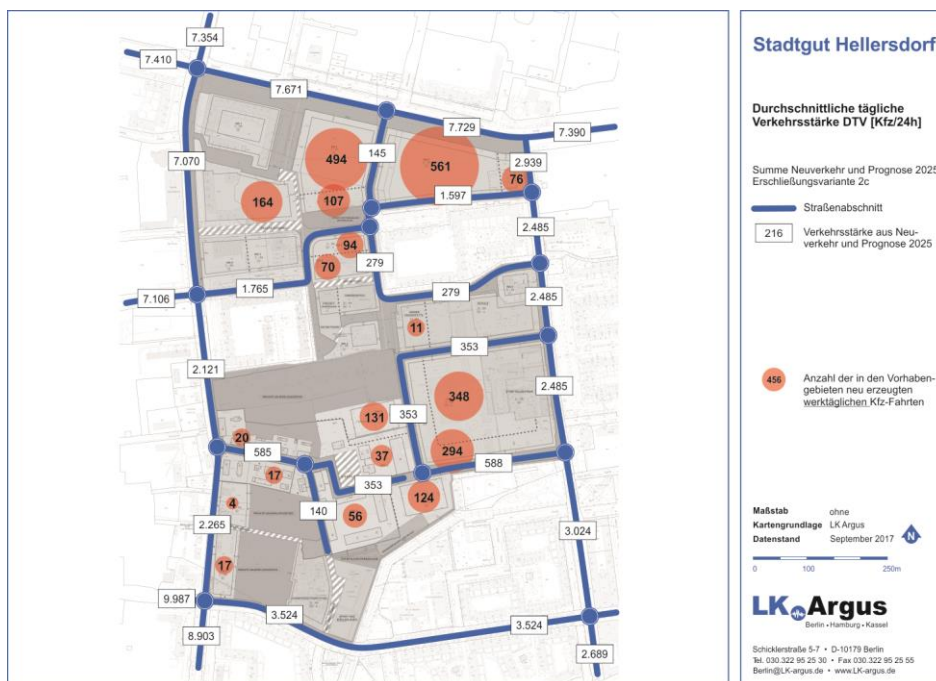 7.354
7.410
7.671
7.729
7.390
7.070
494
145
561
2.939
76
164
107
1.597
94
2.485
70
279
1.765
7.106
279
2.485
11
353
2.121
2.485
348
131
353
20
37
294
585
588
17
353
124
4
140
56
2.265
3.024
17
9.987
3.524
3.524
8.903
2.689
Stadtgut Hellersdorf
Durchschnittliche tägliche
Verkehrsstärke DTV [Kfz/24h]
Summe Neuverkehr und Prognose 2025
Erschließungsvariante 2c
Straßenabschnitt
216 Verkehrsstärke aus Neu-
verkehr und Prognose 2025
456 Anzahl der in den Vorhaben-
gebieten neu erzeugten
werktäglichen Kfz-Fahrten
Maßstab ohne
Kartengrundlage LK Argus
Datenstand September 2017
N
0 100 250m
LK Argus
Berlin • Hamburg • Kassel
Schicklerstraße 5-7 • D-10179 Berlin
Tel. 030.322 95 25 30 • Fax 030.322 95 25 55
Berlin@LK-argus.de • www.LK-argus.de